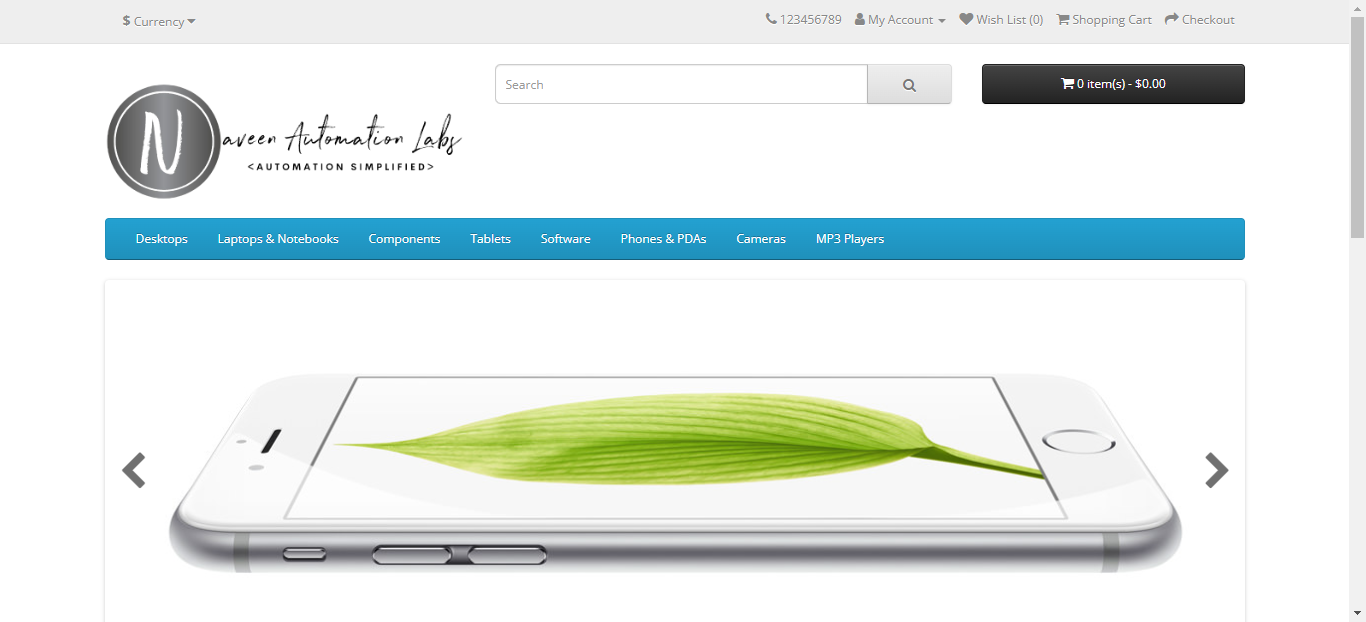 $ Currency
123456789 My Account Wish List (0) Shopping Cart Checkout
Search
0 item(s) - $0.00
Naveen Automation Labs
<AUTOMATION SIMPLIFIED>
Desktops Laptops & Notebooks Components Tablets Software Phones & PDAs Cameras MP3 Players